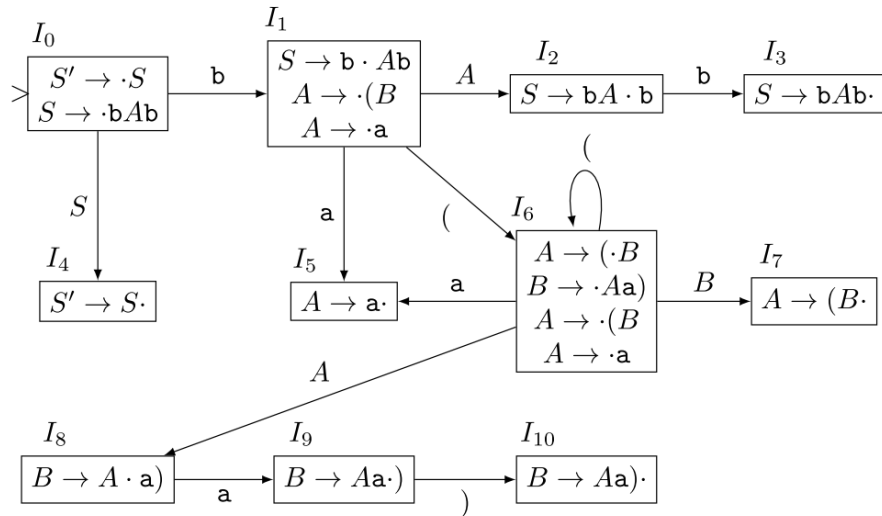 I₀
S′ → ·S
S → ·bAb
b
I₁
S → b · Ab
A → ·(B
A → ·a
A
I₂
S → bA · b
b
I₃
S → bAb·
>
S
a
(
(
I₄
S′ → S·
I₅
A → a·
a
I₆
A → (·B
B → ·Aa)
A → ·(B
A → ·a
B
I₇
A → (B·
A
I₈
B → A · a)
a
I₉
B → Aa·)
)
I₁₀
B → Aa)·